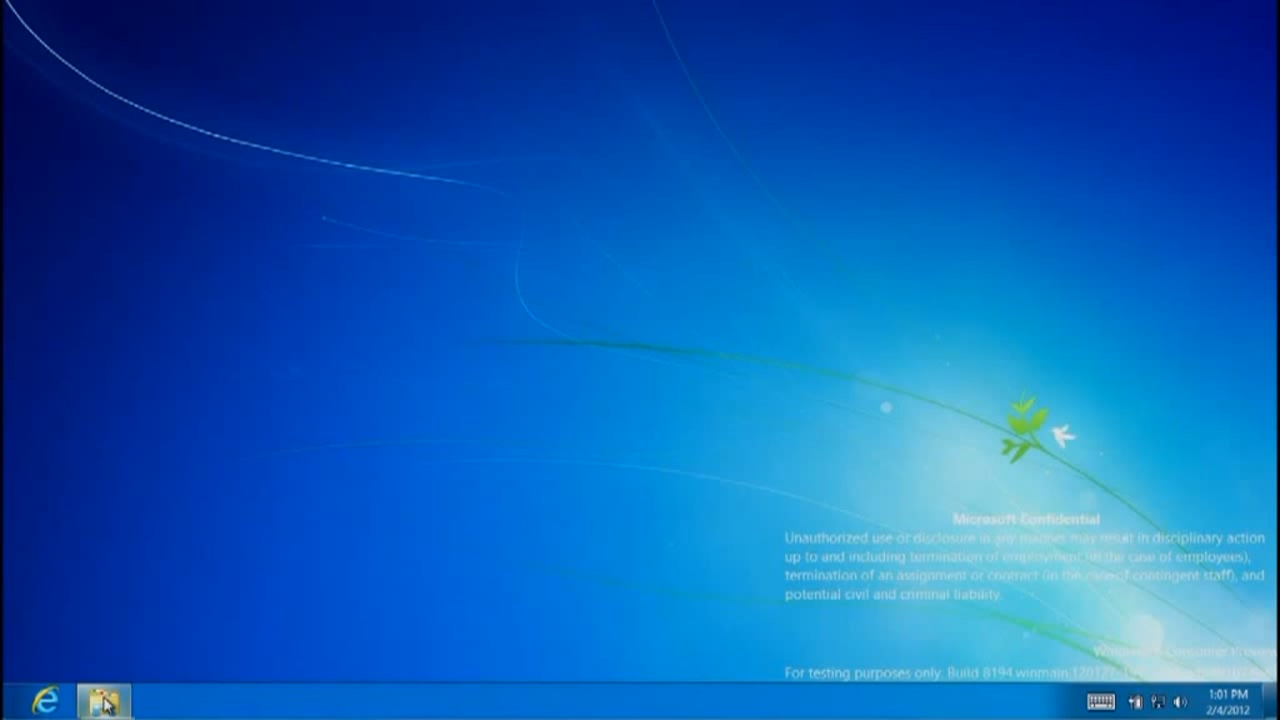 Microsoft Confidential
Unauthorized use or disclosure in any manner may result in disciplinary action
up to and including termination of employment (in the case of employees),
termination of an assignment or contract (in the case of contingent staff), and
potential civil and criminal liability.
Consumer
For testing purposes only. Build 8194.winmain
1:01 PM
2/4/2012